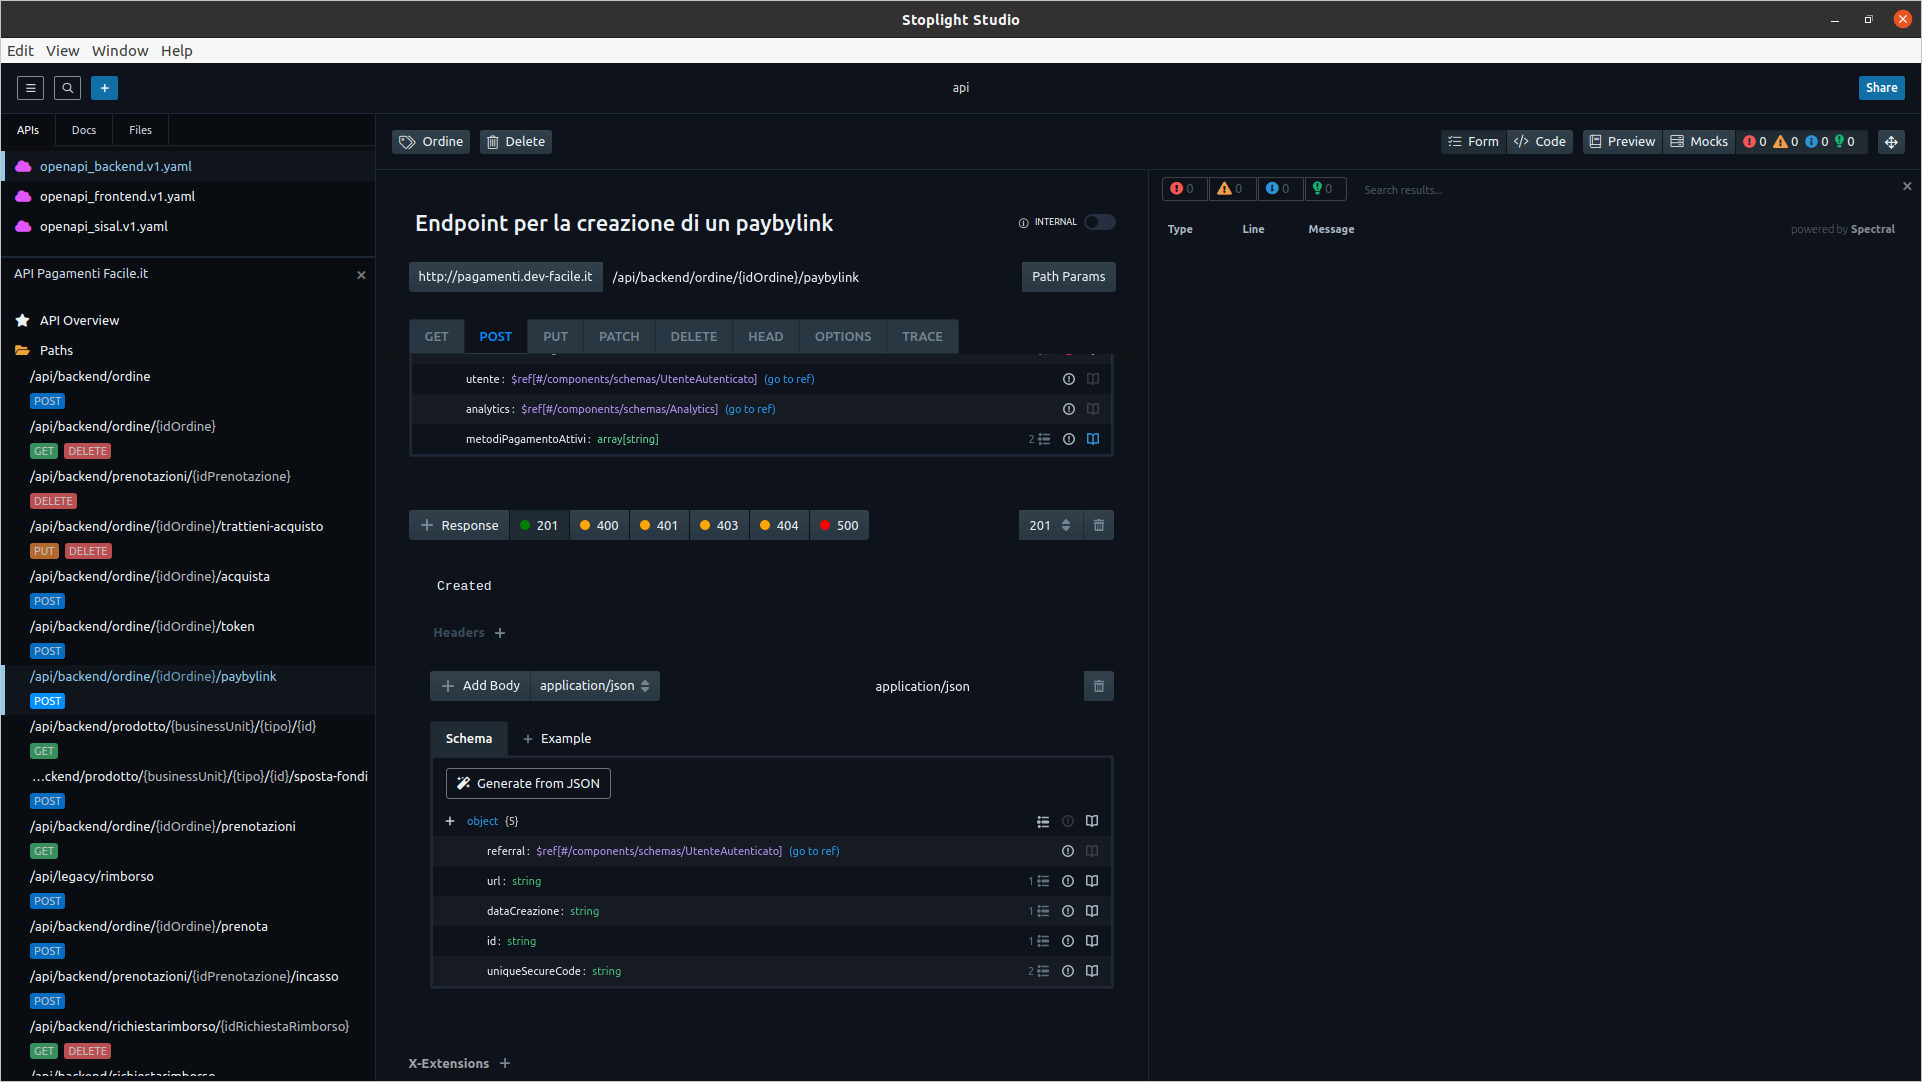 Stoplight Studio
Edit View Window Help
api
Share
APIs Docs Files
openapi_backend.v1.yaml
openapi_frontend.v1.yaml
openapi_sisal.v1.yaml
API Pagamenti Facile.it
API Overview
Paths
/api/backend/ordine
POST
/api/backend/ordine/{idOrdine}
GET DELETE
/api/backend/prenotazioni/{idPrenotazione}
DELETE
/api/backend/ordine/{idOrdine}/trattieni-acquisto
PUT DELETE
/api/backend/ordine/{idOrdine}/acquista
POST
/api/backend/ordine/{idOrdine}/token
POST
/api/backend/ordine/{idOrdine}/paybylink
POST
/api/backend/prodotto/{businessUnit}/{tipo}/{id}
GET
...ckend/prodotto/{businessUnit}/{tipo}/{id}/sposta-fondi
POST
/api/backend/ordine/{idOrdine}/prenotazioni
GET
/api/legacy/rimborso
POST
/api/backend/ordine/{idOrdine}/prenota
POST
/api/backend/prenotazioni/{idPrenotazione}/incasso
POST
/api/backend/richiestarimborso/{idRichiestaRimborso}
GET DELETE
/api/backend/richiestarimborso
Ordine Delete
Form Code Preview Mocks 0 0 0 0
Endpoint per la creazione di un paybylink
INTERNAL
http://pagamenti.dev-facile.it /api/backend/ordine/{idOrdine}/paybylink Path Params
GET POST PUT PATCH DELETE HEAD OPTIONS TRACE
utente: $ref[#/components/schemas/UtenteAutenticato] (go to ref)
analytics: $ref[#/components/schemas/Analytics] (go to ref)
metodiPagamentoAttivi: array[string] 2
+ Response 201 400 401 403 404 500 201
Created
Headers +
+ Add Body application/json application/json
Schema + Example
Generate from JSON
+ object {5}
referral: $ref[#/components/schemas/UtenteAutenticato] (go to ref)
url: string 1
dataCreazione: string 1
id: string 1
uniqueSecureCode: string 2
X-Extensions +
0 0 0 0 Search results...
Type Line Message powered by Spectral